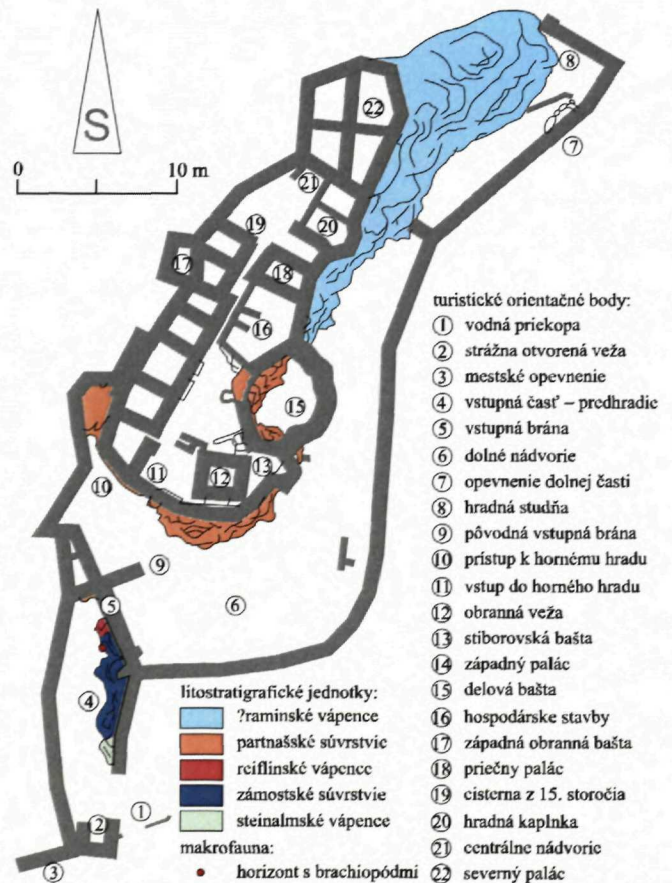 S
0 10 m
22
8
7
21
20
19
17
18
16
15
13
12
11
10
9
6
5
4
1
2
3
turistické orientačné body:
1 vodná priekopa
2 strážna otvorená veža
3 mestské opevnenie
4 vstupná časť – predhradie
5 vstupná brána
6 dolné nádvorie
7 opevnenie dolnej časti
8 hradná studňa
9 pôvodná vstupná brána
10 prístup k hornému hradu
11 vstup do horného hradu
12 obranná veža
13 stiborovská bašta
14 západný palác
15 delová bašta
16 hospodárske stavby
17 západná obranná bašta
18 priečny palác
19 cisterna z 15. storočia
20 hradná kaplnka
21 centrálne nádvorie
22 severný palác
litostratigrafické jednotky:
?raminské vápence
partnašské súvrstvie
reiflinské vápence
zámostské súvrstvie
steinalmské vápence
makrofauna:
horizont s brachiopódmi